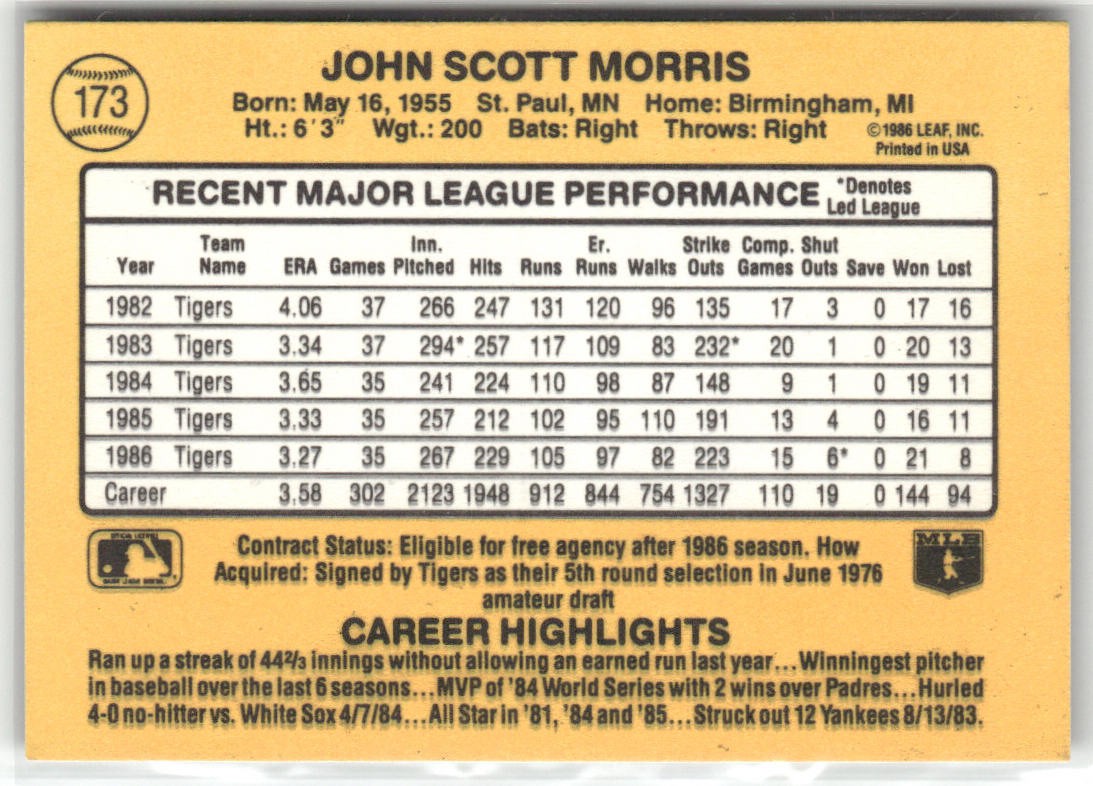 173
JOHN SCOTT MORRIS
Born: May 16, 1955 St. Paul, MN Home: Birmingham, MI
Ht.: 6'3" Wgt.: 200 Bats: Right Throws: Right
©1986 LEAF, INC.
Printed in USA
RECENT MAJOR LEAGUE PERFORMANCE
*Denotes
Led League
Year Team Name ERA Games Inn. Pitched Hits Runs Er. Runs Walks Strike Outs Comp. Games Shut Outs Save Won Lost
1982 Tigers 4.06 37 266 247 131 120 96 135 17 3 0 17 16
1983 Tigers 3.34 37 294* 257 117 109 83 232* 20 1 0 20 13
1984 Tigers 3.65 35 241 224 110 98 87 148 9 1 0 19 11
1985 Tigers 3.33 35 257 212 102 95 110 191 13 4 0 16 11
1986 Tigers 3.27 35 267 229 105 97 82 223 15 6* 0 21 8
Career 3.58 302 2123 1948 912 844 754 1327 110 19 0 144 94
Contract Status: Eligible for free agency after 1986 season. How
Acquired: Signed by Tigers as their 5th round selection in June 1976
amateur draft
MLB
CAREER HIGHLIGHTS
Ran up a streak of 44 2/3 innings without allowing an earned run last year...Winningest pitcher
in baseball over the last 6 seasons...MVP of '84 World Series with 2 wins over Padres...Hurled
4-0 no-hitter vs. White Sox 4/7/84...All Star in '81, '84 and '85...Struck out 12 Yankees 8/13/83.